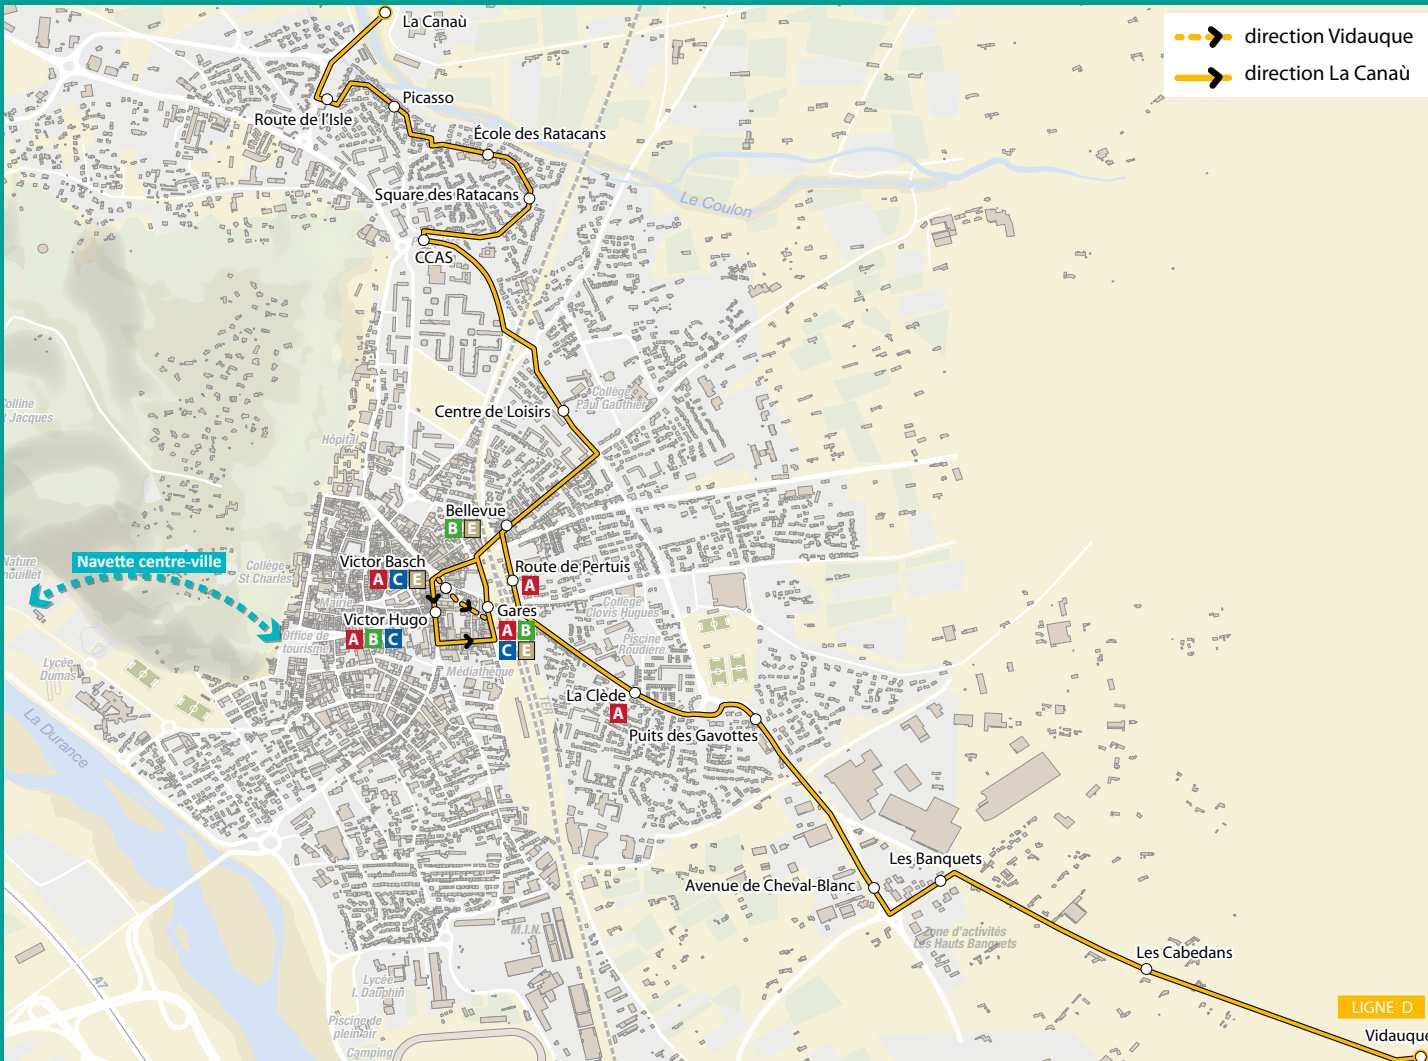 La Canaù
direction Vidauque
direction La Canaù
Picasso
Route de l'Isle
École des Ratacans
Square des Ratacans
Le Coulon
CCAS
Collège
Paul Gauthier
Centre de Loisirs
Colline
St Jacques
Hôpital
Bellevue
B E
Navette centre-ville
Collège
St Charles
Victor Basch
A C E
Route de Pertuis
A
Mairie
Victor Hugo
A B C
Gares
A B
C E
Collège
Clovis Hugues
Piscine
Roudière
Office de
tourisme
Médiathèque
Lycée
Dumas
La Durance
La Clède
A
Puits des Gavottes
Les Banquets
Avenue de Cheval-Blanc
Zone d'activités
Les Hauts Banquets
M.I.N.
Les Cabedans
A7
Lycée
I. Dauphin
Piscine de
plein air
Camping
LIGNE D
Vidauque